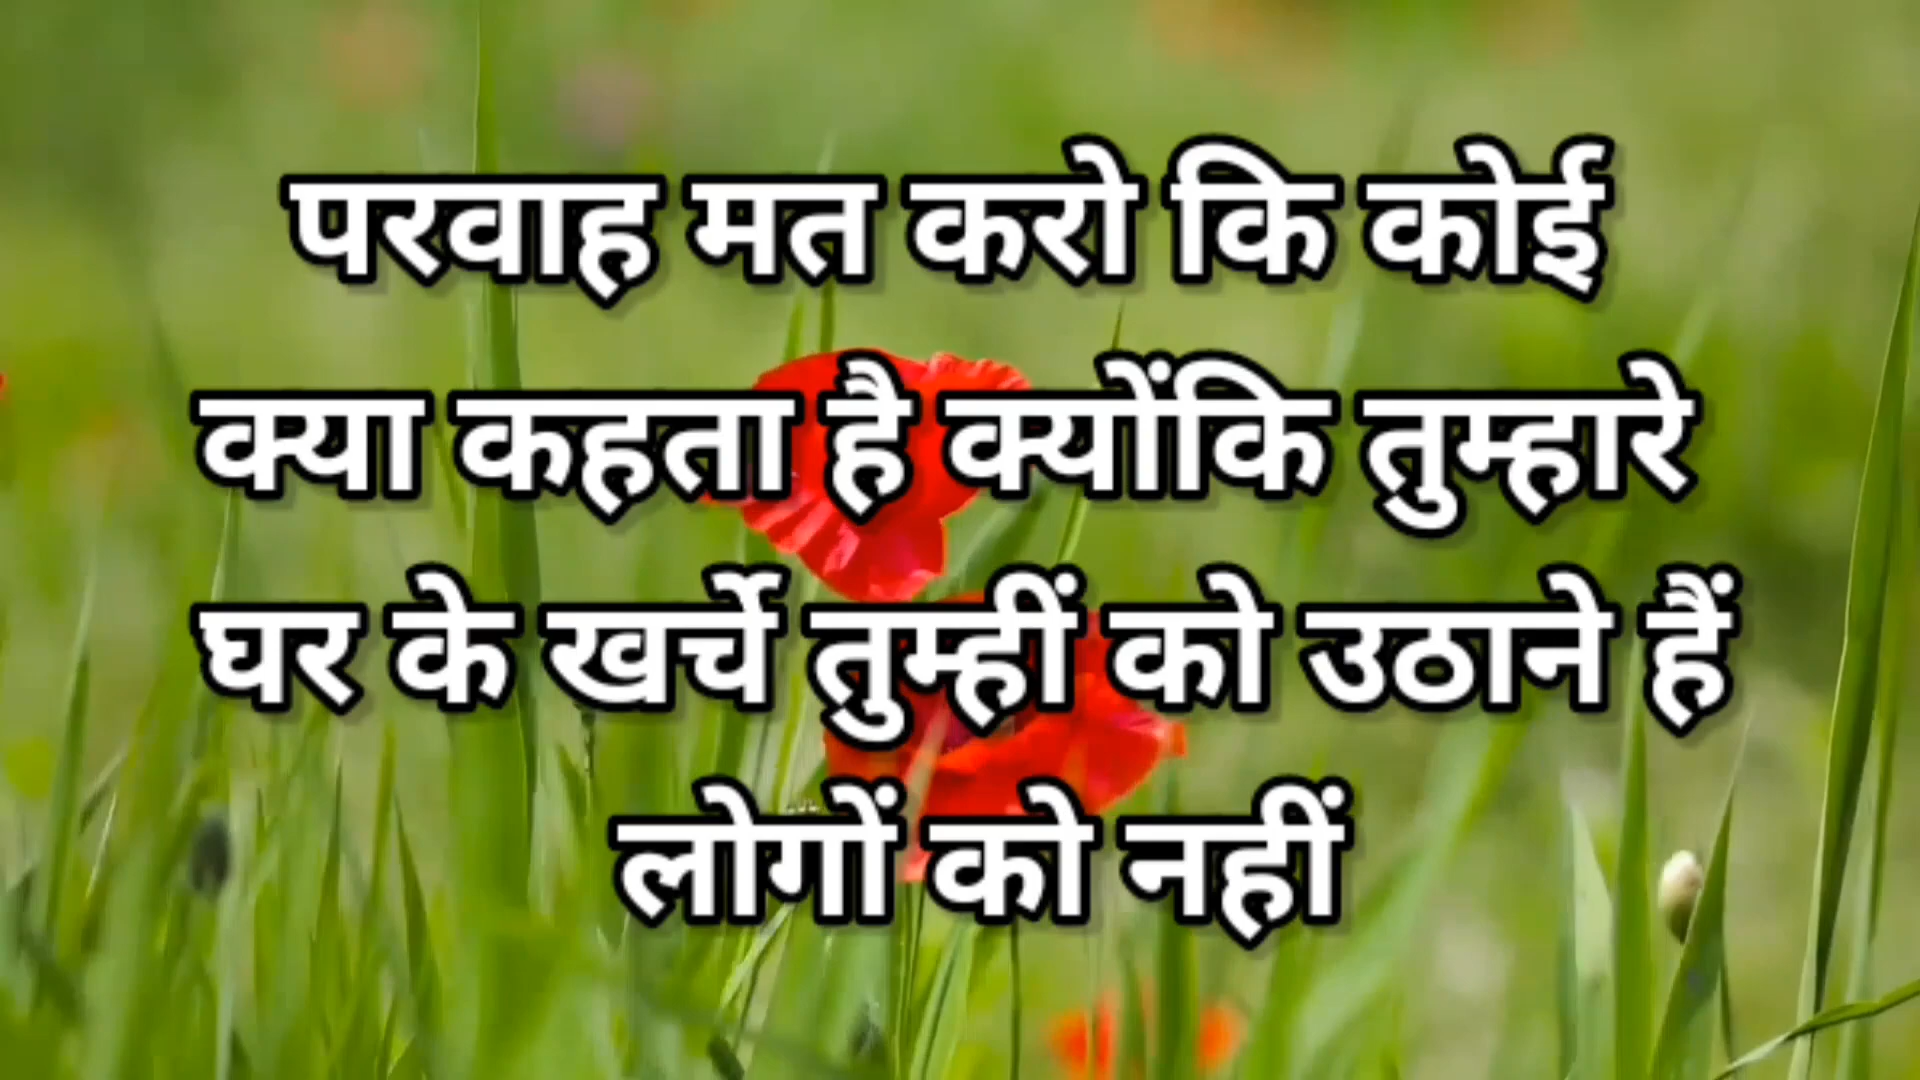 परवाह मत करो कि कोई
क्या कहता है क्योंकि तुम्हारे
घर के खर्चे तुम्हीं को उठाने हैं
लोगों को नहीं